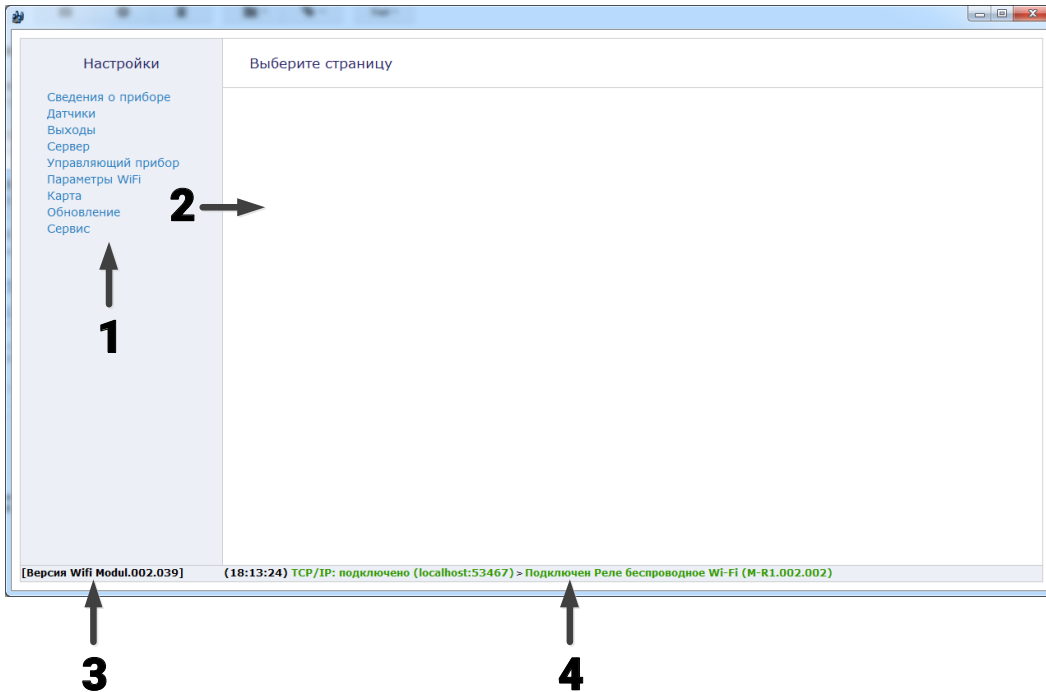 Настройки
Выберите страницу
Сведения о приборе
Датчики
Выходы
Сервер
Управляющий прибор
Параметры WiFi
Карта
Обновление
Сервис
2
1
[Версия Wifi Modul.002.039]
(18:13:24) TCP/IP: подключено (localhost:53467) > Подключен Реле беспроводное Wi-Fi (M-R1.002.002)
3
4